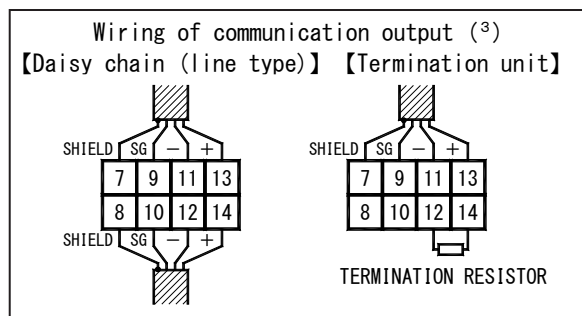 Wiring of communication output (³)
【Daisy chain (line type)】 【Termination unit】
SHIELD SG − + SHIELD SG − +
7 9 11 13 7 9 11 13
8 10 12 14 8 10 12 14
SHIELD SG − +
TERMINATION RESISTOR